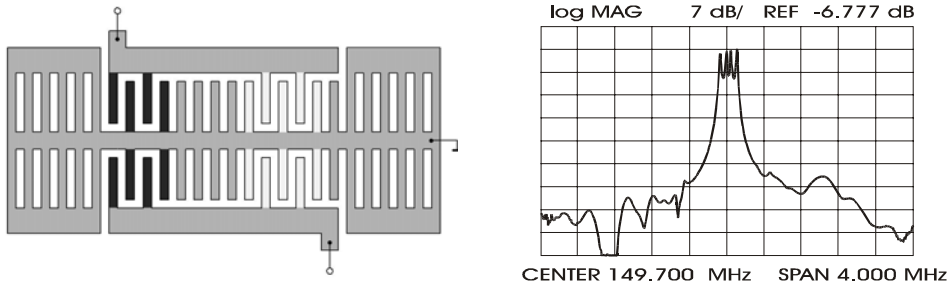 log MAG 7 dB/ REF -6.777 dB
CENTER 149.700 MHz SPAN 4.000 MHz